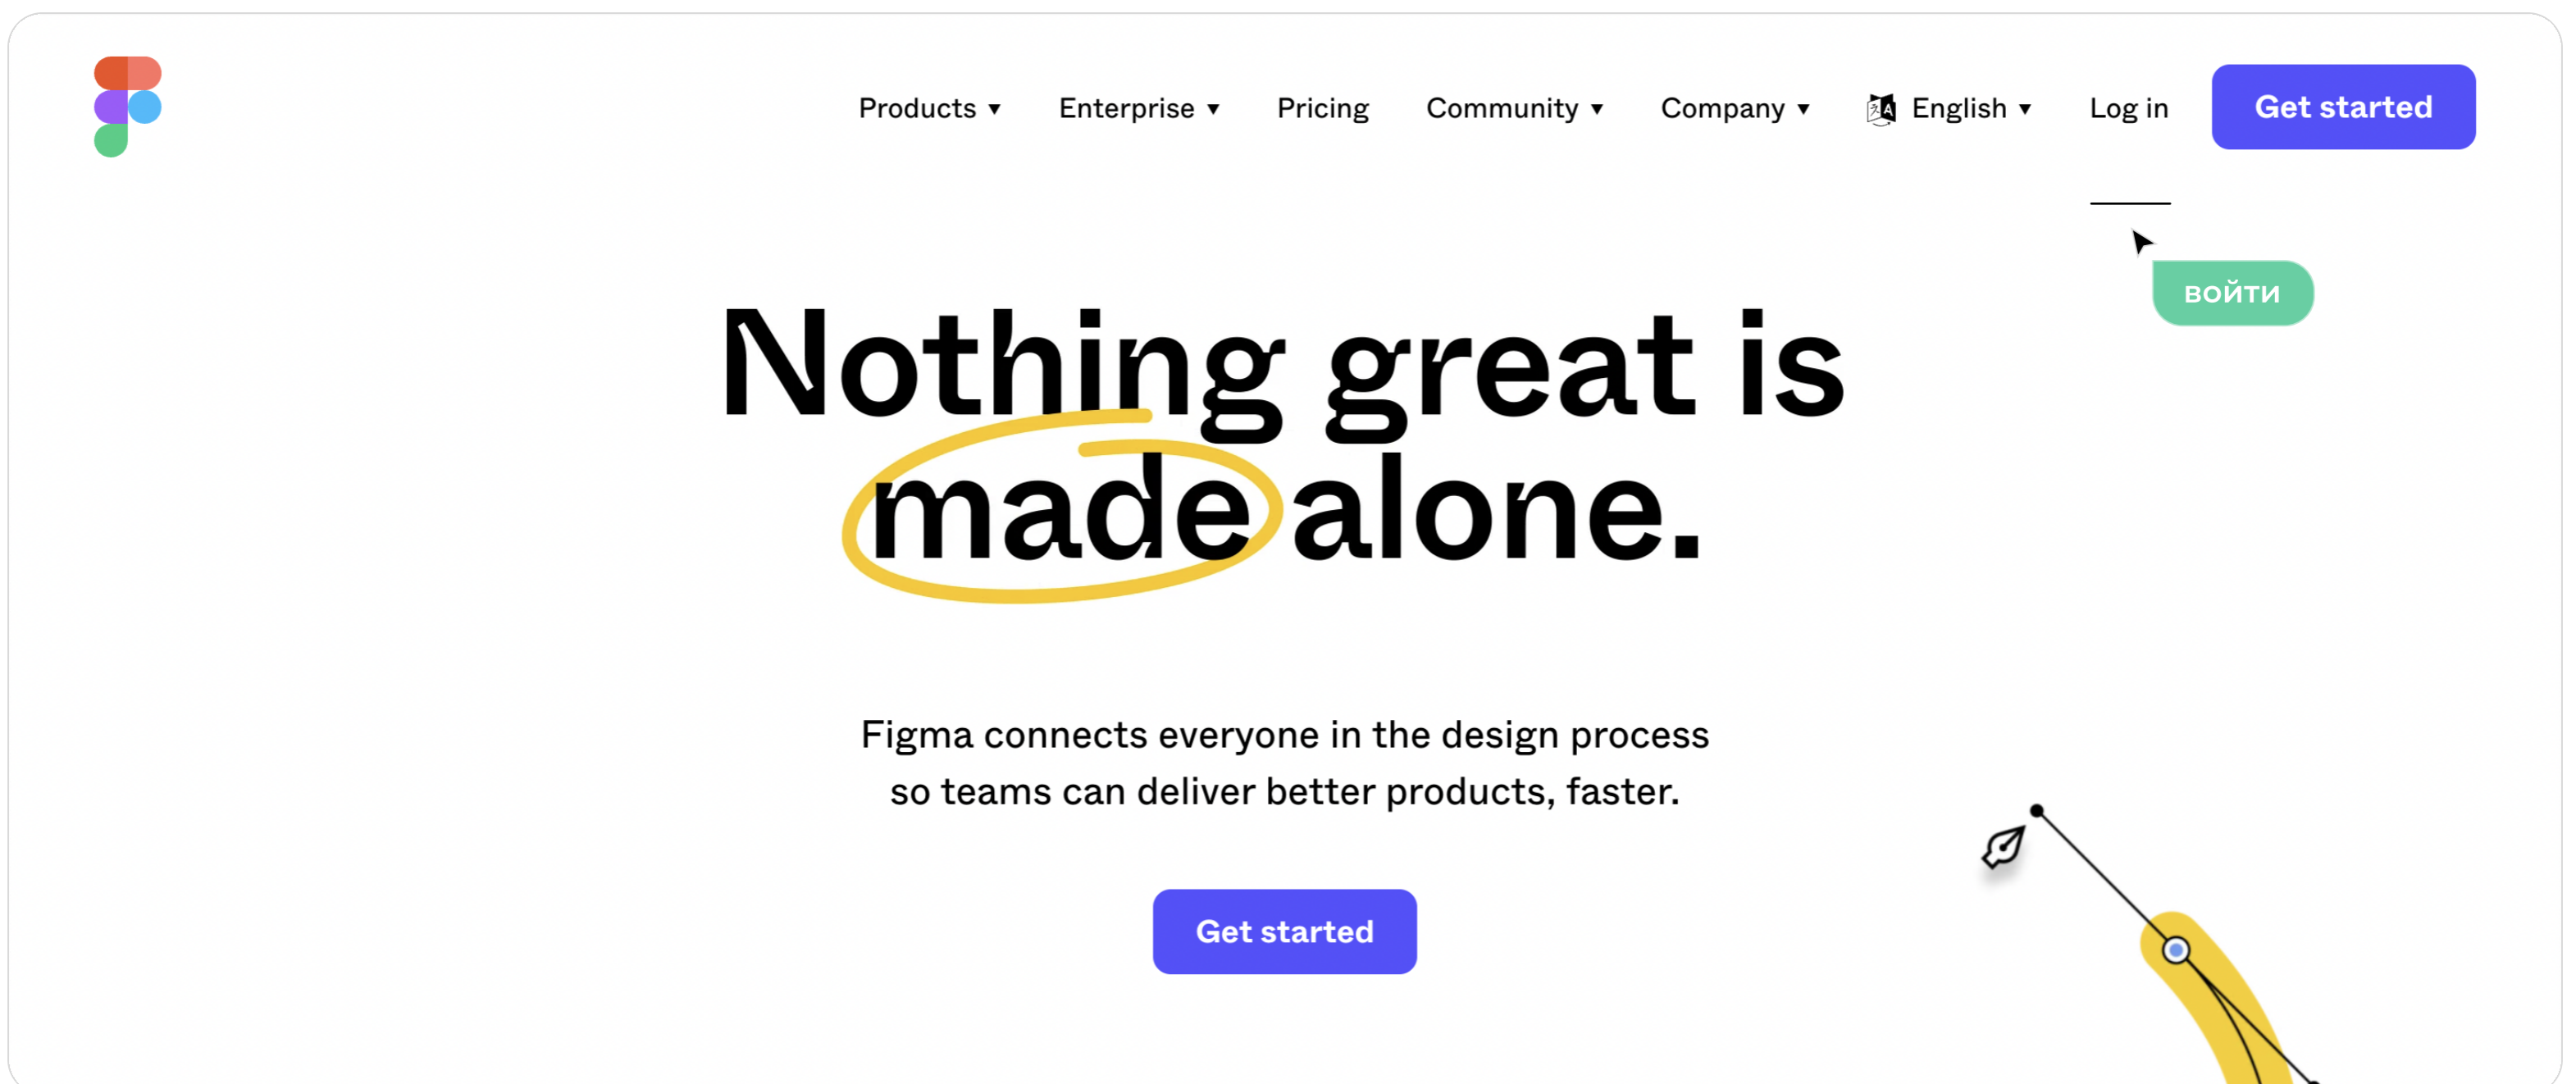 Products ▼ Enterprise ▼ Pricing Community ▼ Company ▼ English ▼ Log in Get started
войти
Nothing great is
made alone.
Figma connects everyone in the design process
so teams can deliver better products, faster.
Get started